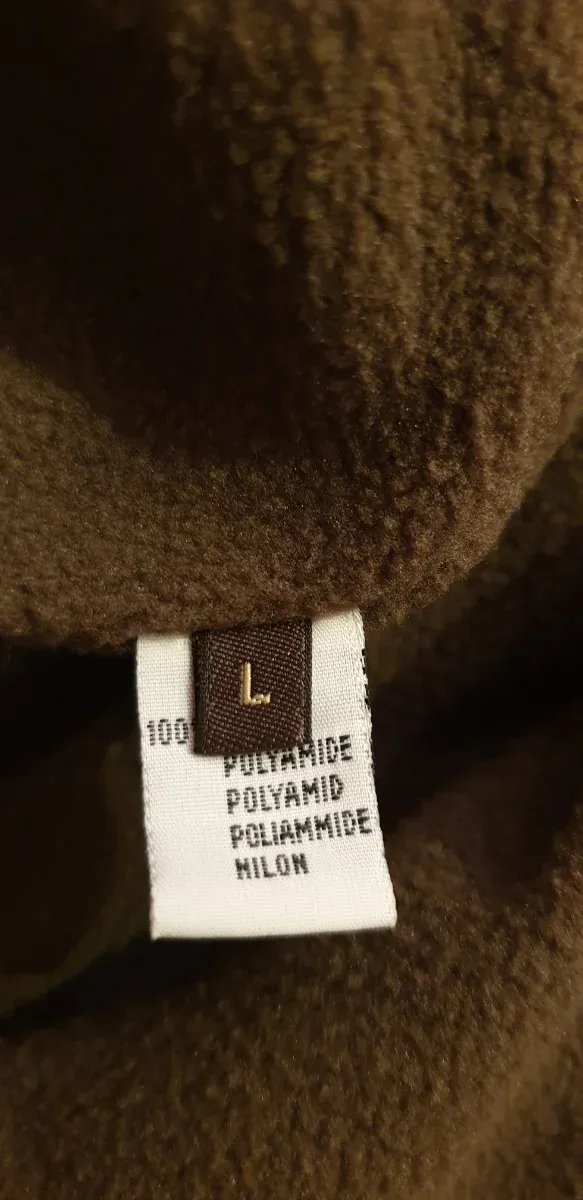 L
100
POLYAMIDE
POLYAMID
POLIAMMIDE
NILON